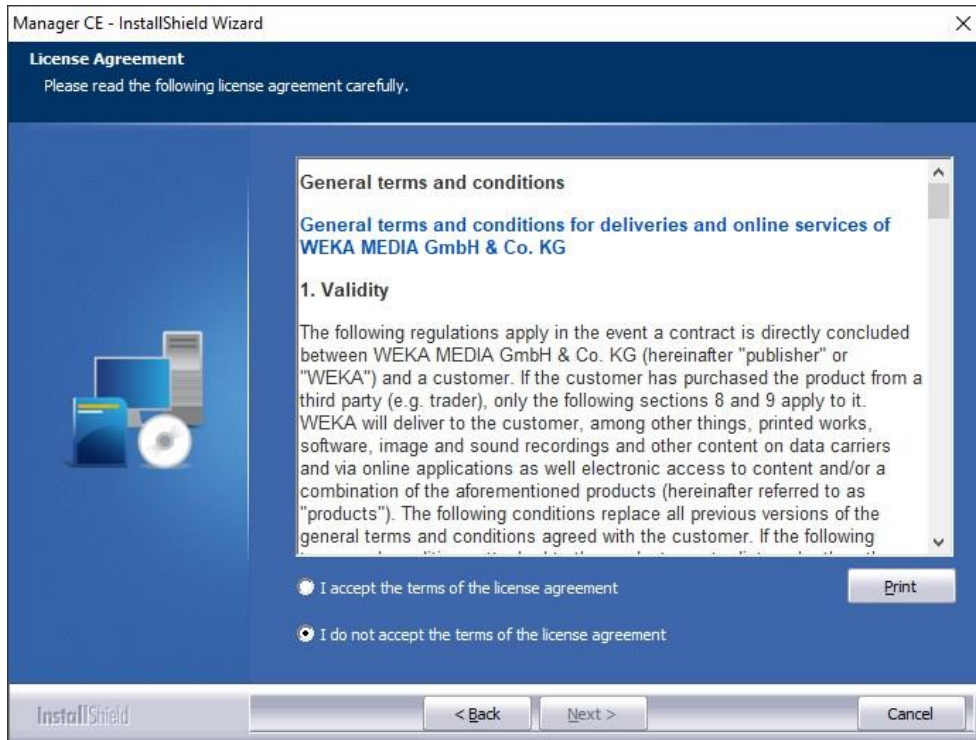 Manager CE - InstallShield Wizard
License Agreement
Please read the following license agreement carefully.
General terms and conditions
General terms and conditions for deliveries and online services of
WEKA MEDIA GmbH & Co. KG
1. Validity
The following regulations apply in the event a contract is directly concluded
between WEKA MEDIA GmbH & Co. KG (hereinafter "publisher" or
"WEKA") and a customer. If the customer has purchased the product from a
third party (e.g. trader), only the following sections 8 and 9 apply to it.
WEKA will deliver to the customer, among other things, printed works,
software, image and sound recordings and other content on data carriers
and via online applications as well electronic access to content and/or a
combination of the aforementioned products (hereinafter referred to as
"products"). The following conditions replace all previous versions of the
general terms and conditions agreed with the customer. If the following
I accept the terms of the license agreement
Print
I do not accept the terms of the license agreement
InstallShield
< Back
Next >
Cancel